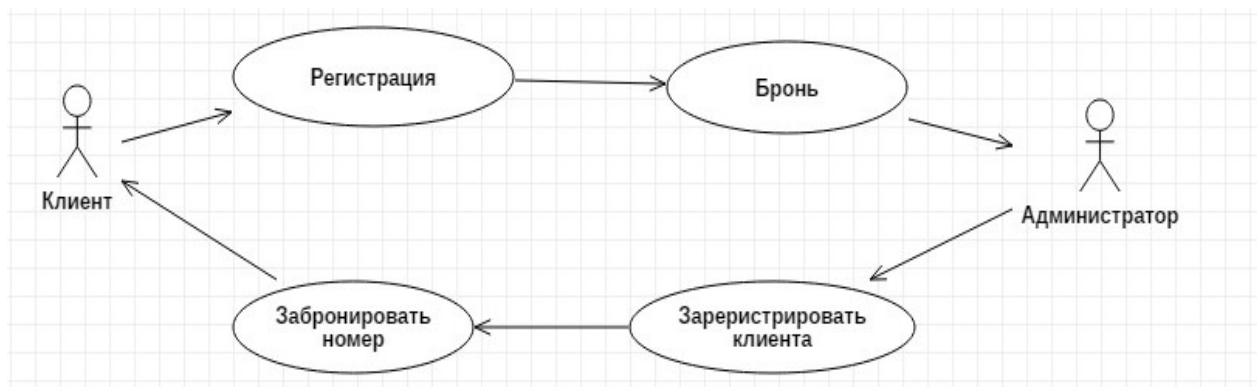 Регистрация
Бронь
Клиент
Администратор
Забронировать
номер
Зареристрировать
клиента